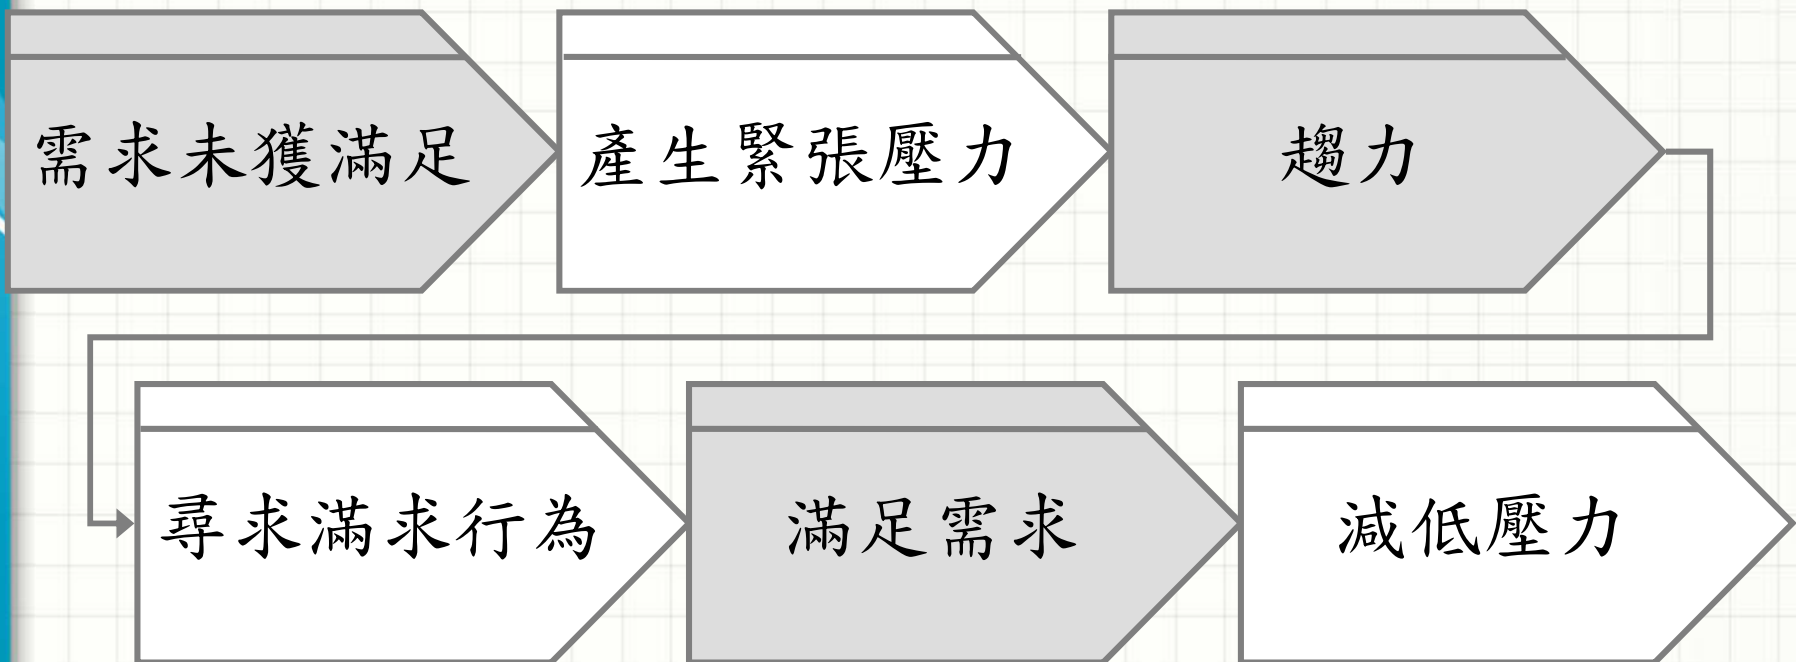 需求未獲滿足
產生緊張壓力
趨力
尋求滿求行為
滿足需求
減低壓力